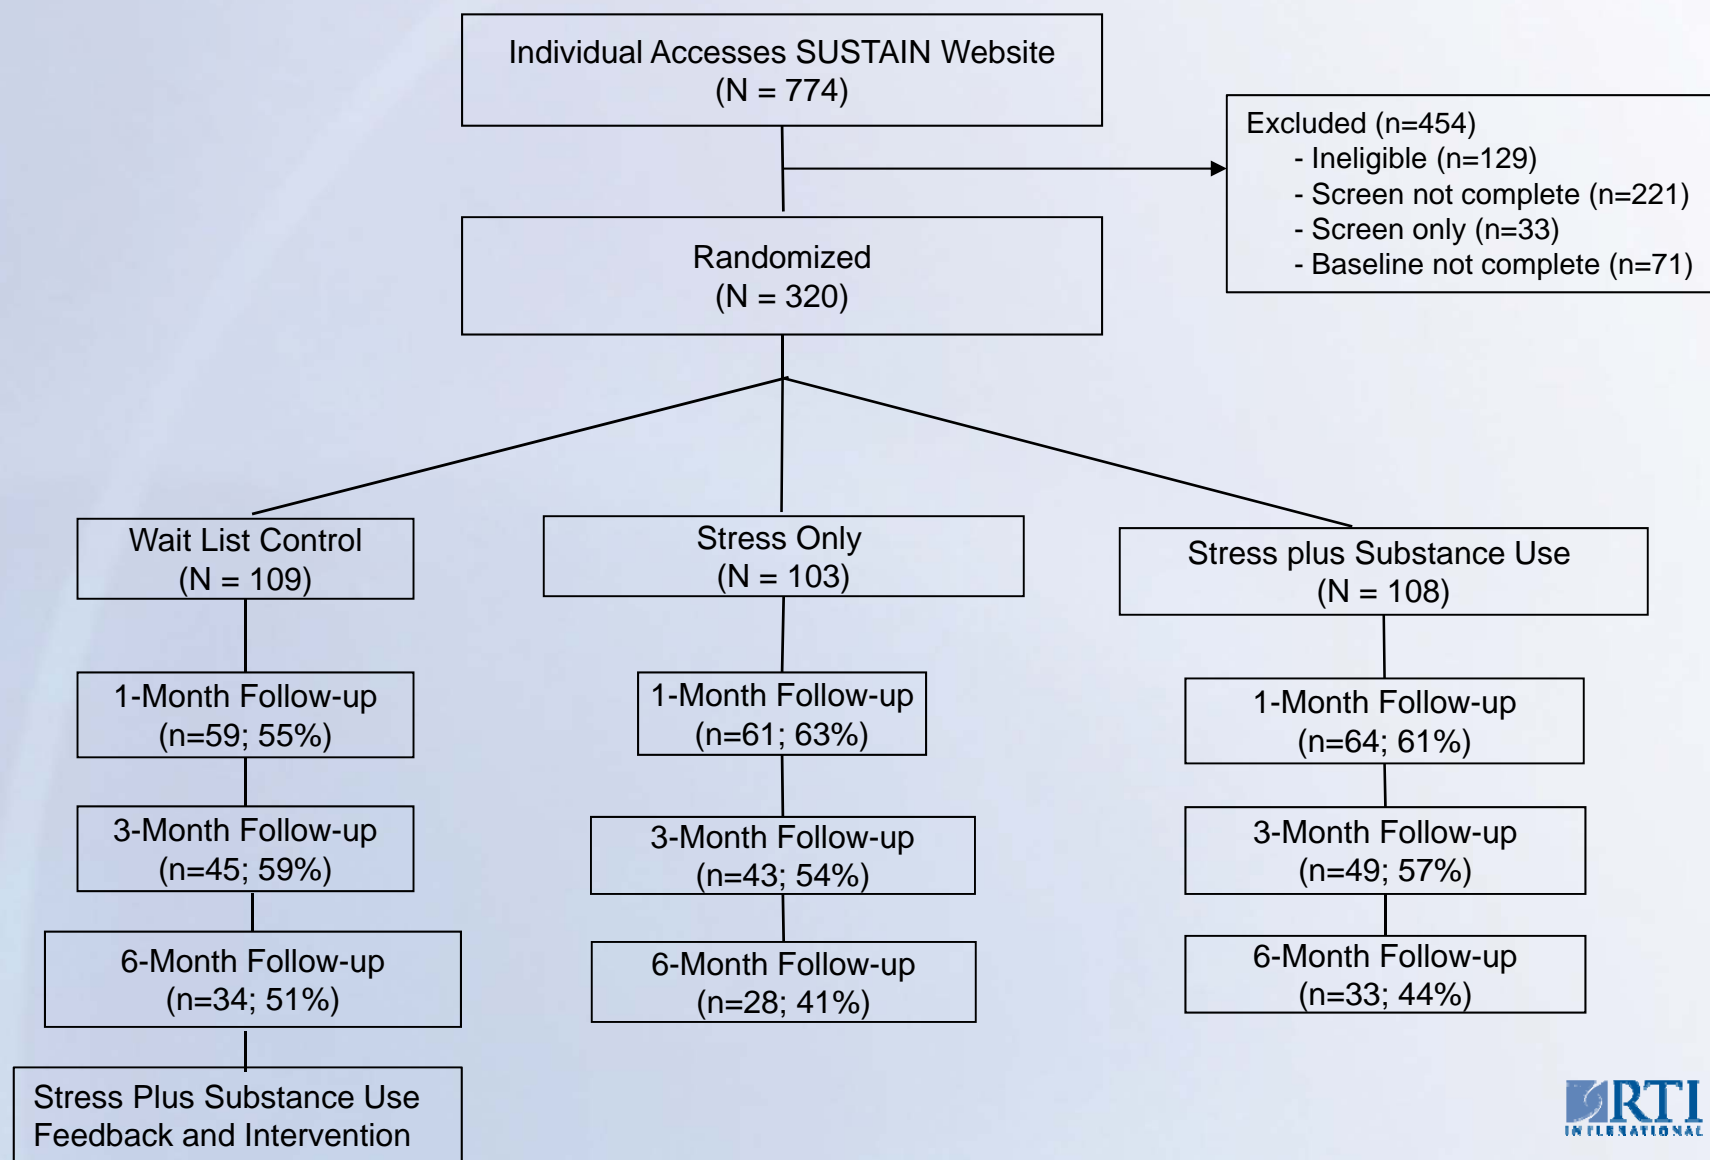 Individual Accesses SUSTAIN Website
(N = 774)
Excluded (n=454)
- Ineligible (n=129)
- Screen not complete (n=221)
- Screen only (n=33)
- Baseline not complete (n=71)
Randomized
(N = 320)
Wait List Control
(N = 109)
Stress Only
(N = 103)
Stress plus Substance Use
(N = 108)
1-Month Follow-up
(n=59; 55%)
1-Month Follow-up
(n=61; 63%)
1-Month Follow-up
(n=64; 61%)
3-Month Follow-up
(n=45; 59%)
3-Month Follow-up
(n=43; 54%)
3-Month Follow-up
(n=49; 57%)
6-Month Follow-up
(n=34; 51%)
6-Month Follow-up
(n=28; 41%)
6-Month Follow-up
(n=33; 44%)
Stress Plus Substance Use
Feedback and Intervention
RTI
INTERNATIONAL